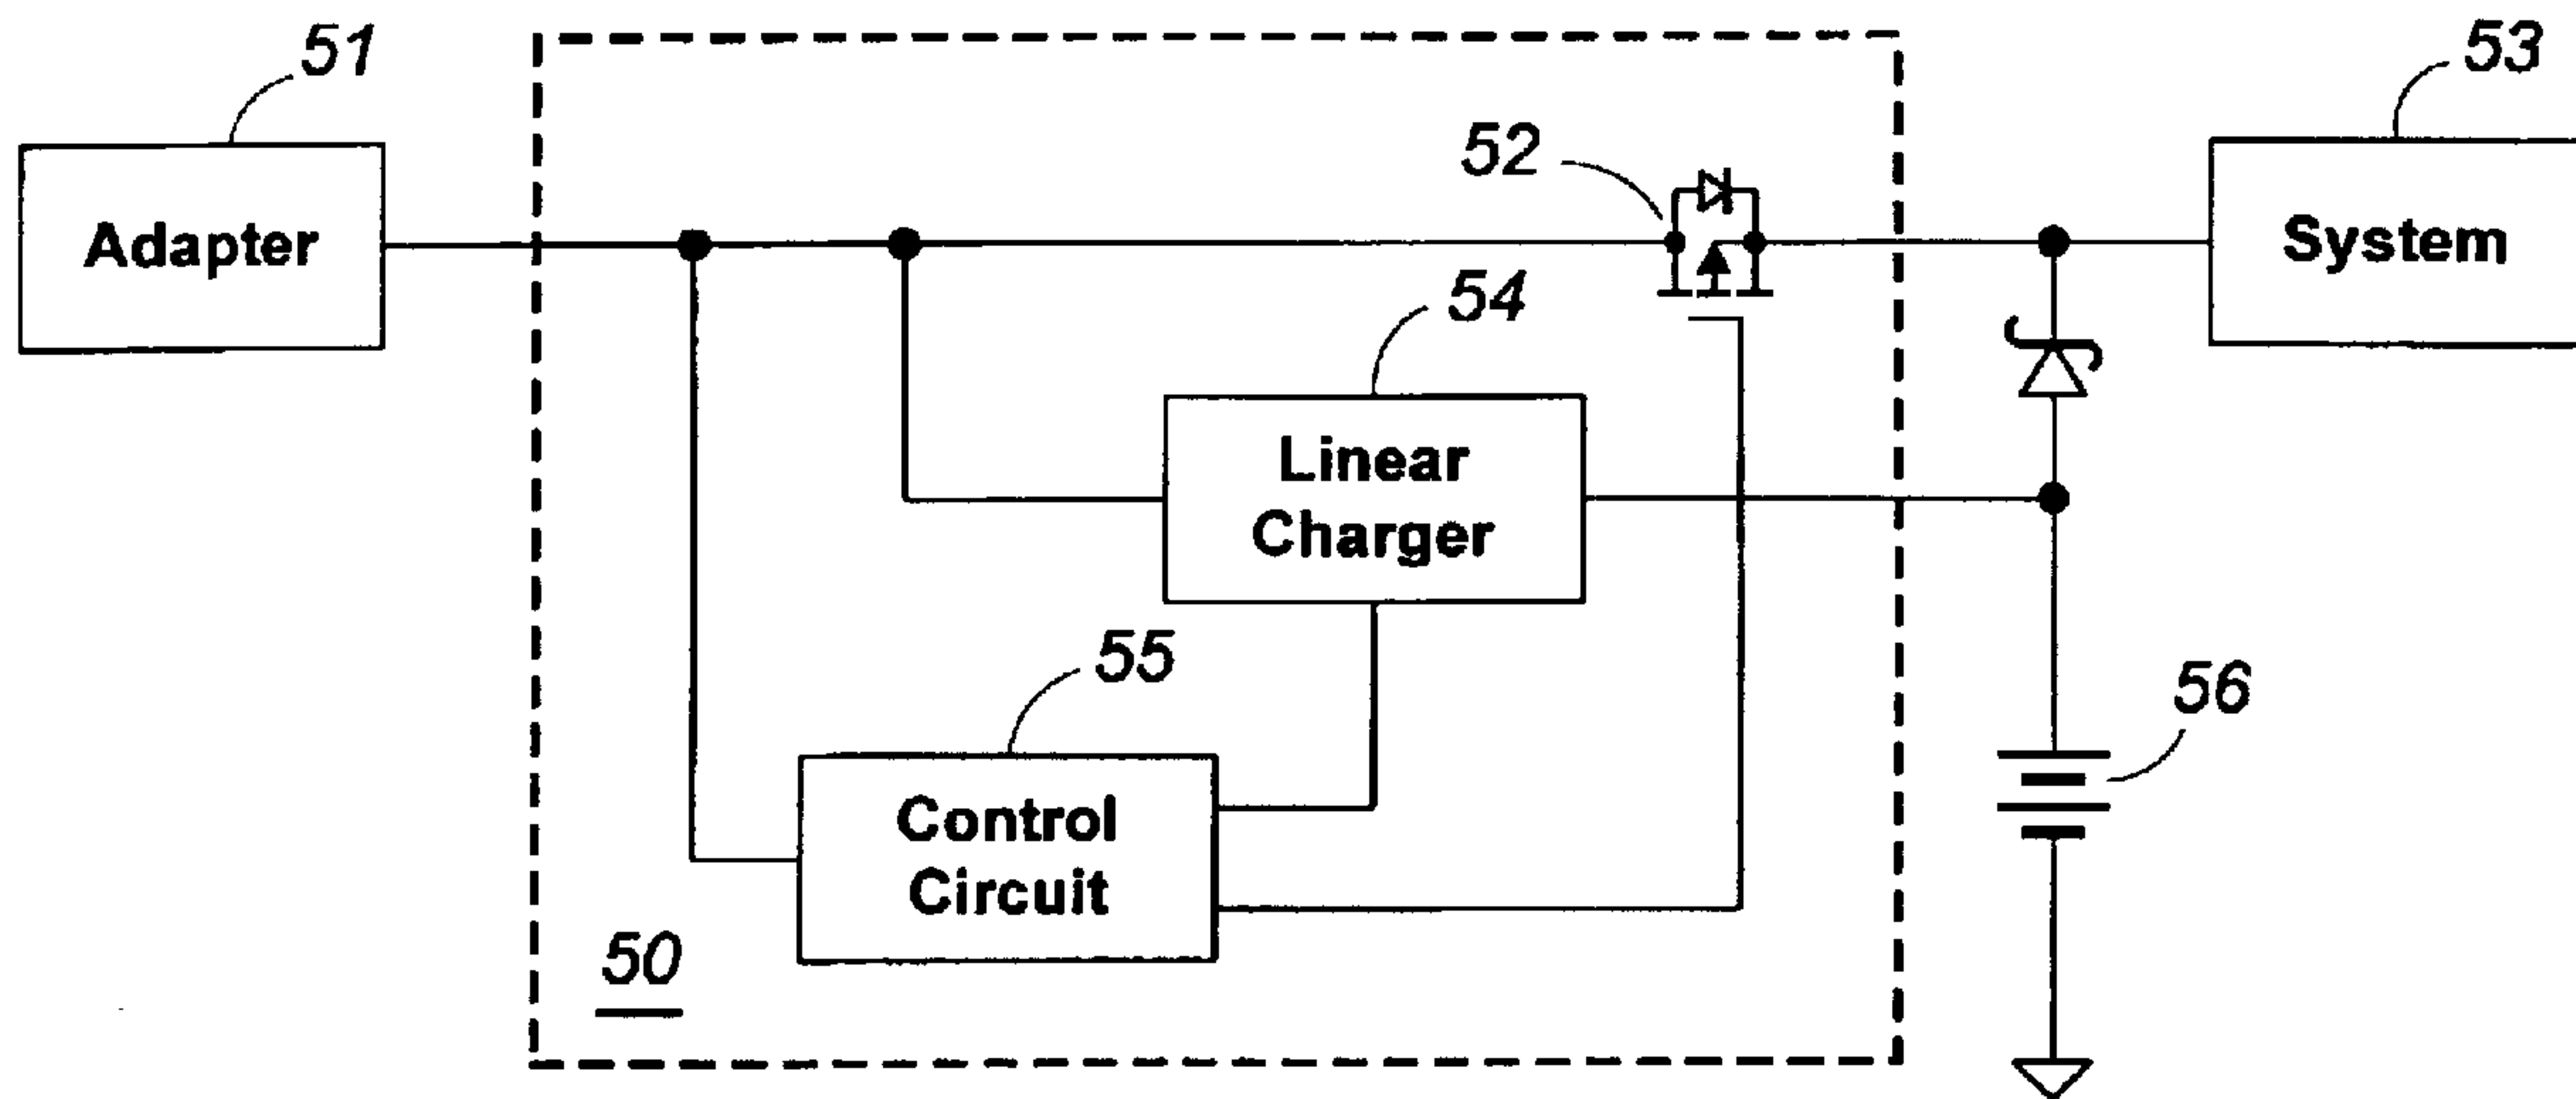 51
53
52
Adapter
System
54
Linear
Charger
55
56
Control
Circuit
50